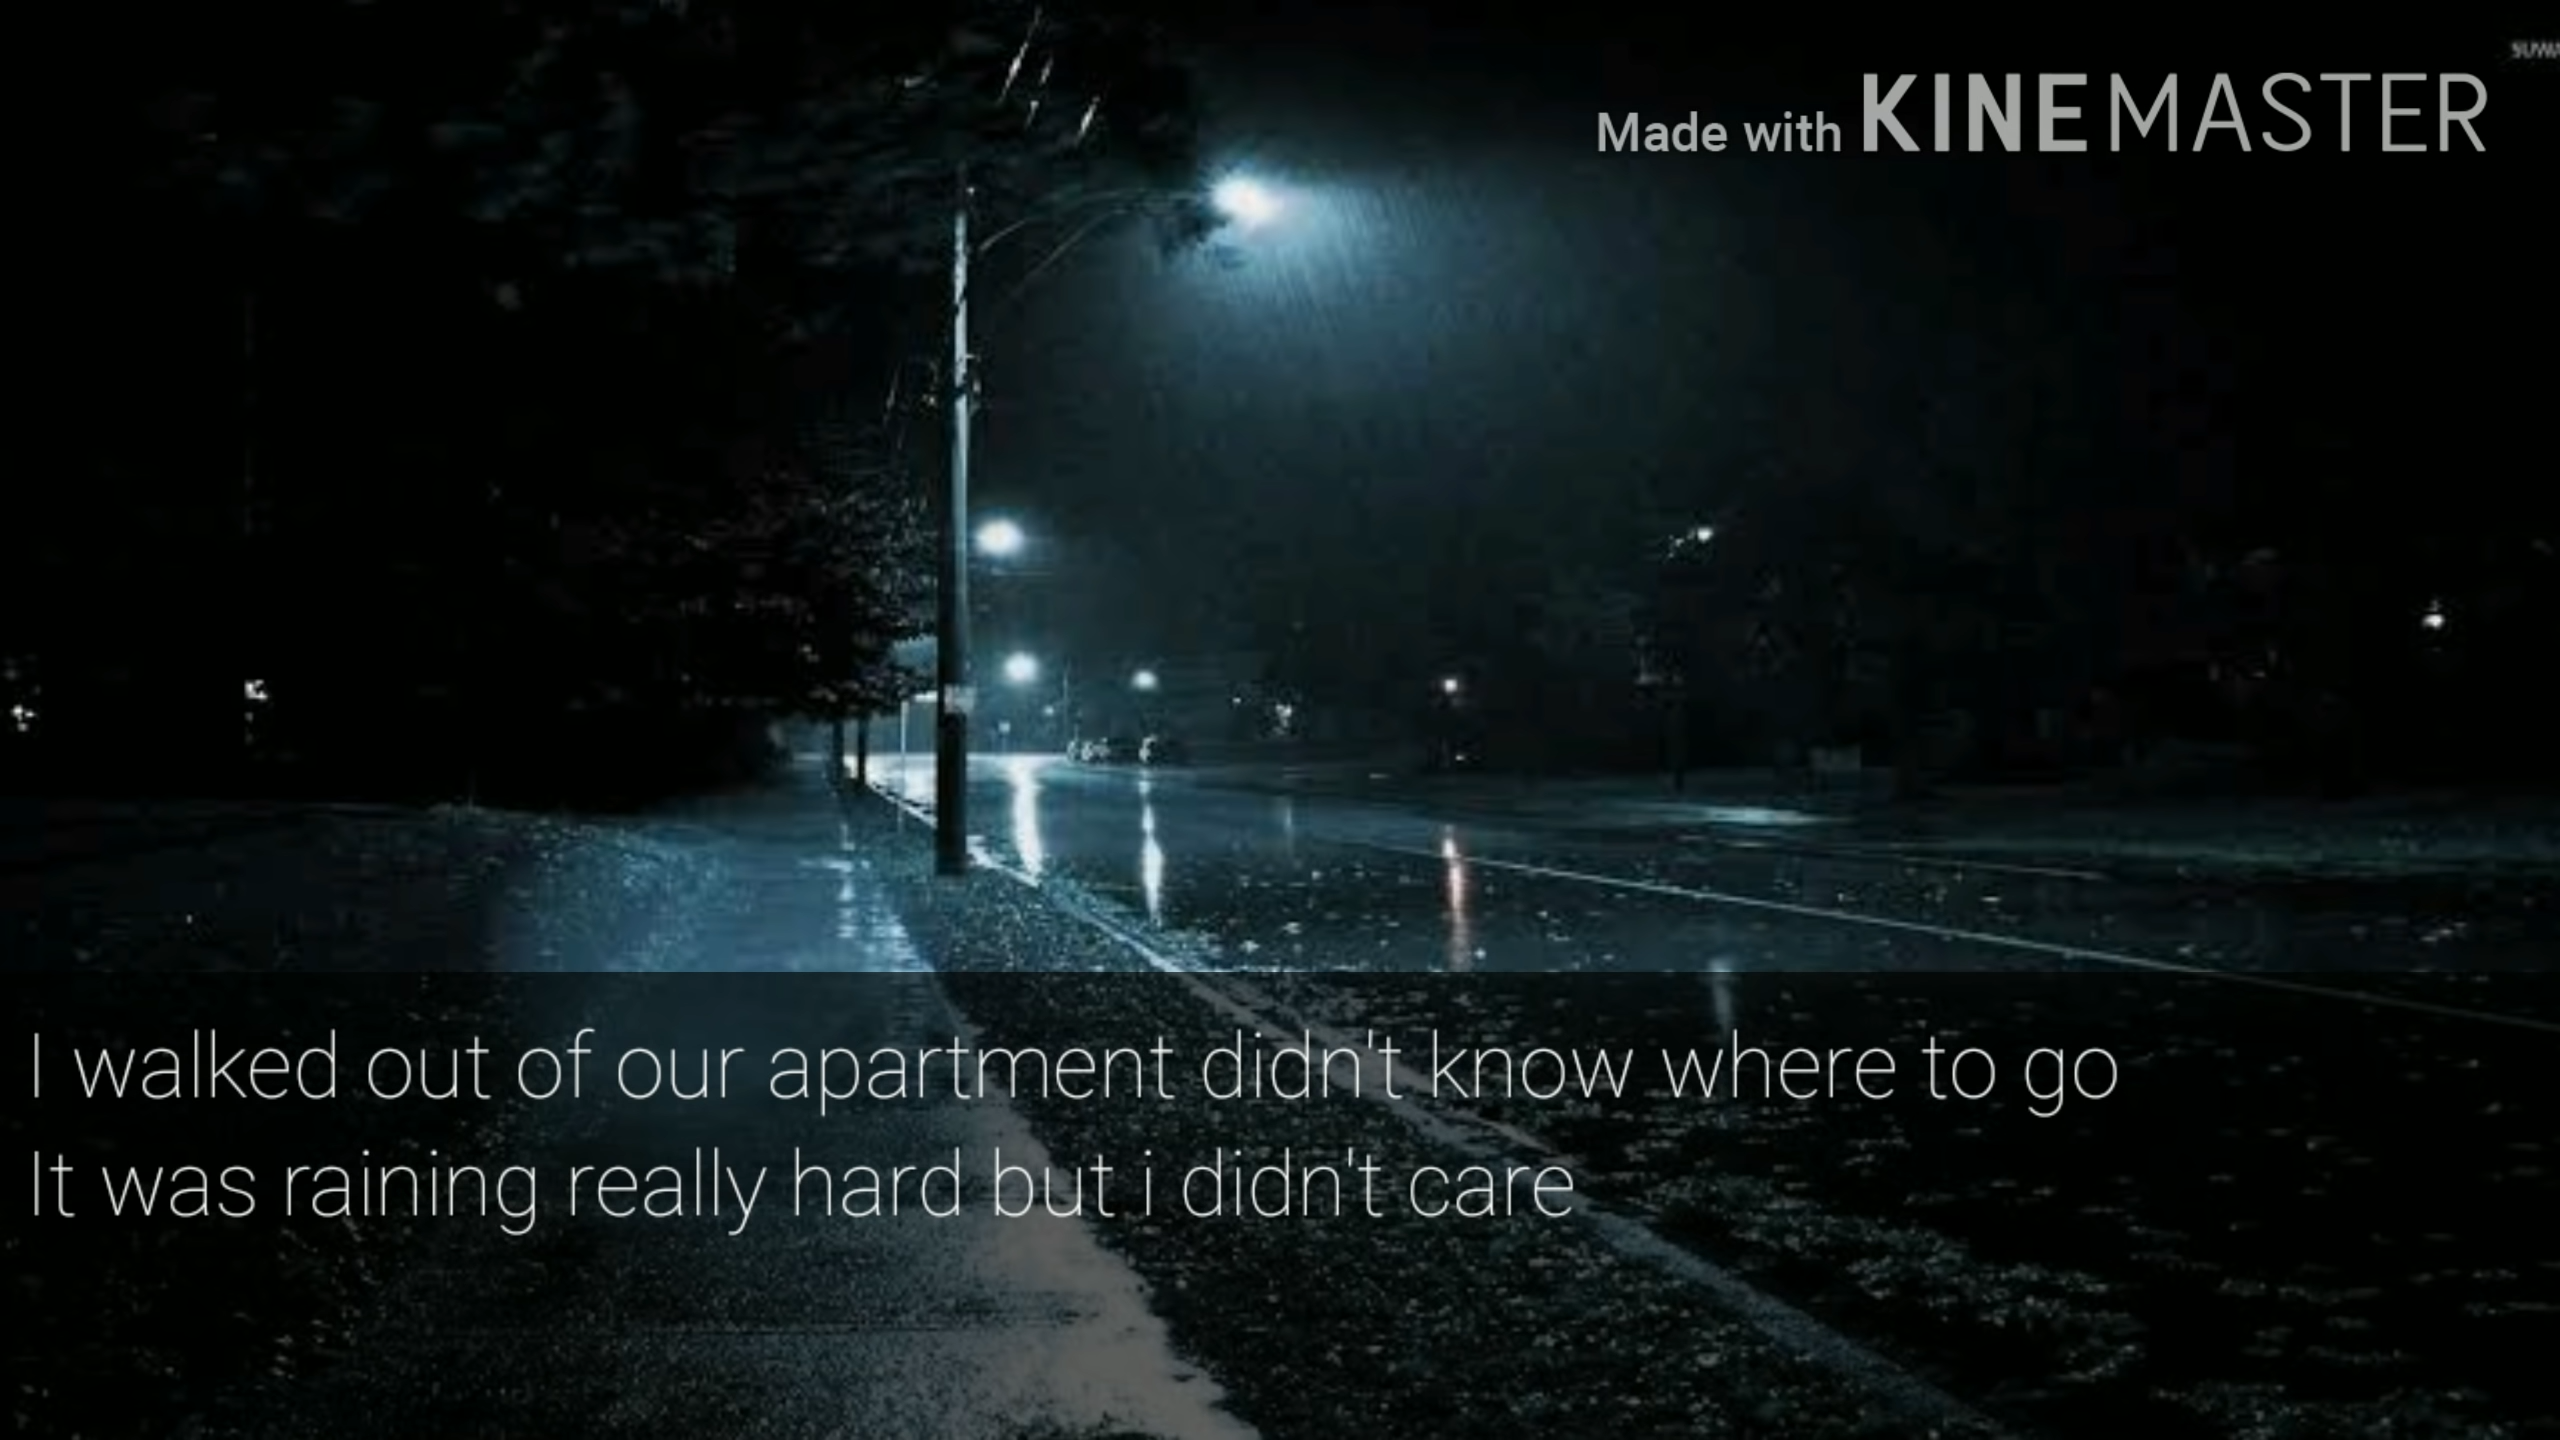 Made with KINEMASTER
I walked out of our apartment didn't know where to go
It was raining really hard but i didn't care